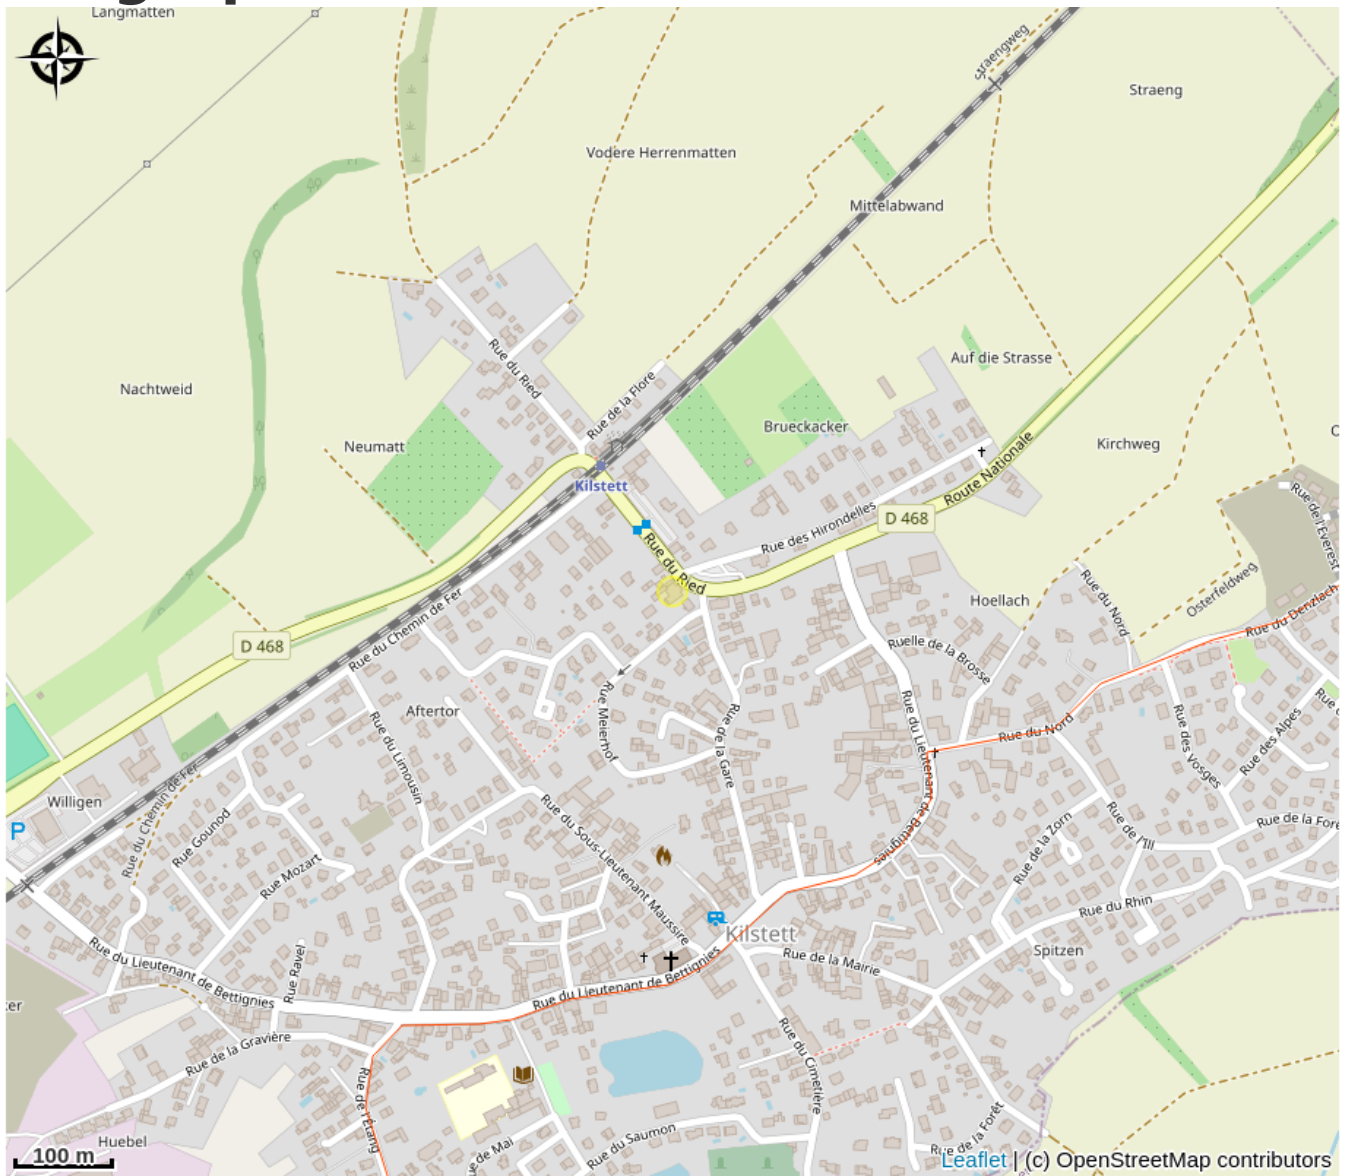 Langmatten
Straengweg
Straeng
Vodere Herrenmatten
Mittelabwand
Rue du Ried
Auf die Strasse
Nachtweid
Rue de la Flore
Brueckacker
Neumatt
Kirchweg
Route Nationale
Kilstett
Rue des Hirondelles
D 468
Rue de l'Everest
Rue du Ried
Osterfeldweg
Rue du Nord
Hoellach
Rue du Denzlach
Rue du Chemin de Fer
D 468
Ruelle de la Brosse
Aftertor
Rue Meierhof
Rue de la Gare
Rue du Lieutenant de Bettignies
Rue du Nord
Rue des Vosges
Rue des Alpes
Rue du Limousin
Willigen
P
Rue du Chemin de Fer
Rue Gounod
Rue Mozart
Rue du Sous-Lieutenant Maussire
Rue de la Zorn
Rue de l'Ill
Rue de la Fore
Rue du Rhin
Kilstett
Spitzen
Rue du Lieutenant de Bettignies
Rue Ravel
Rue du Lieutenant de Bettignies
Rue de la Mairie
Rue de la Gravière
Rue du Cimetière
Rue de l'Étang
Huebel
e de Mai
Rue du Saumon
Rue de la Forêt
100 m
Leaflet | (c) OpenStreetMap contributors